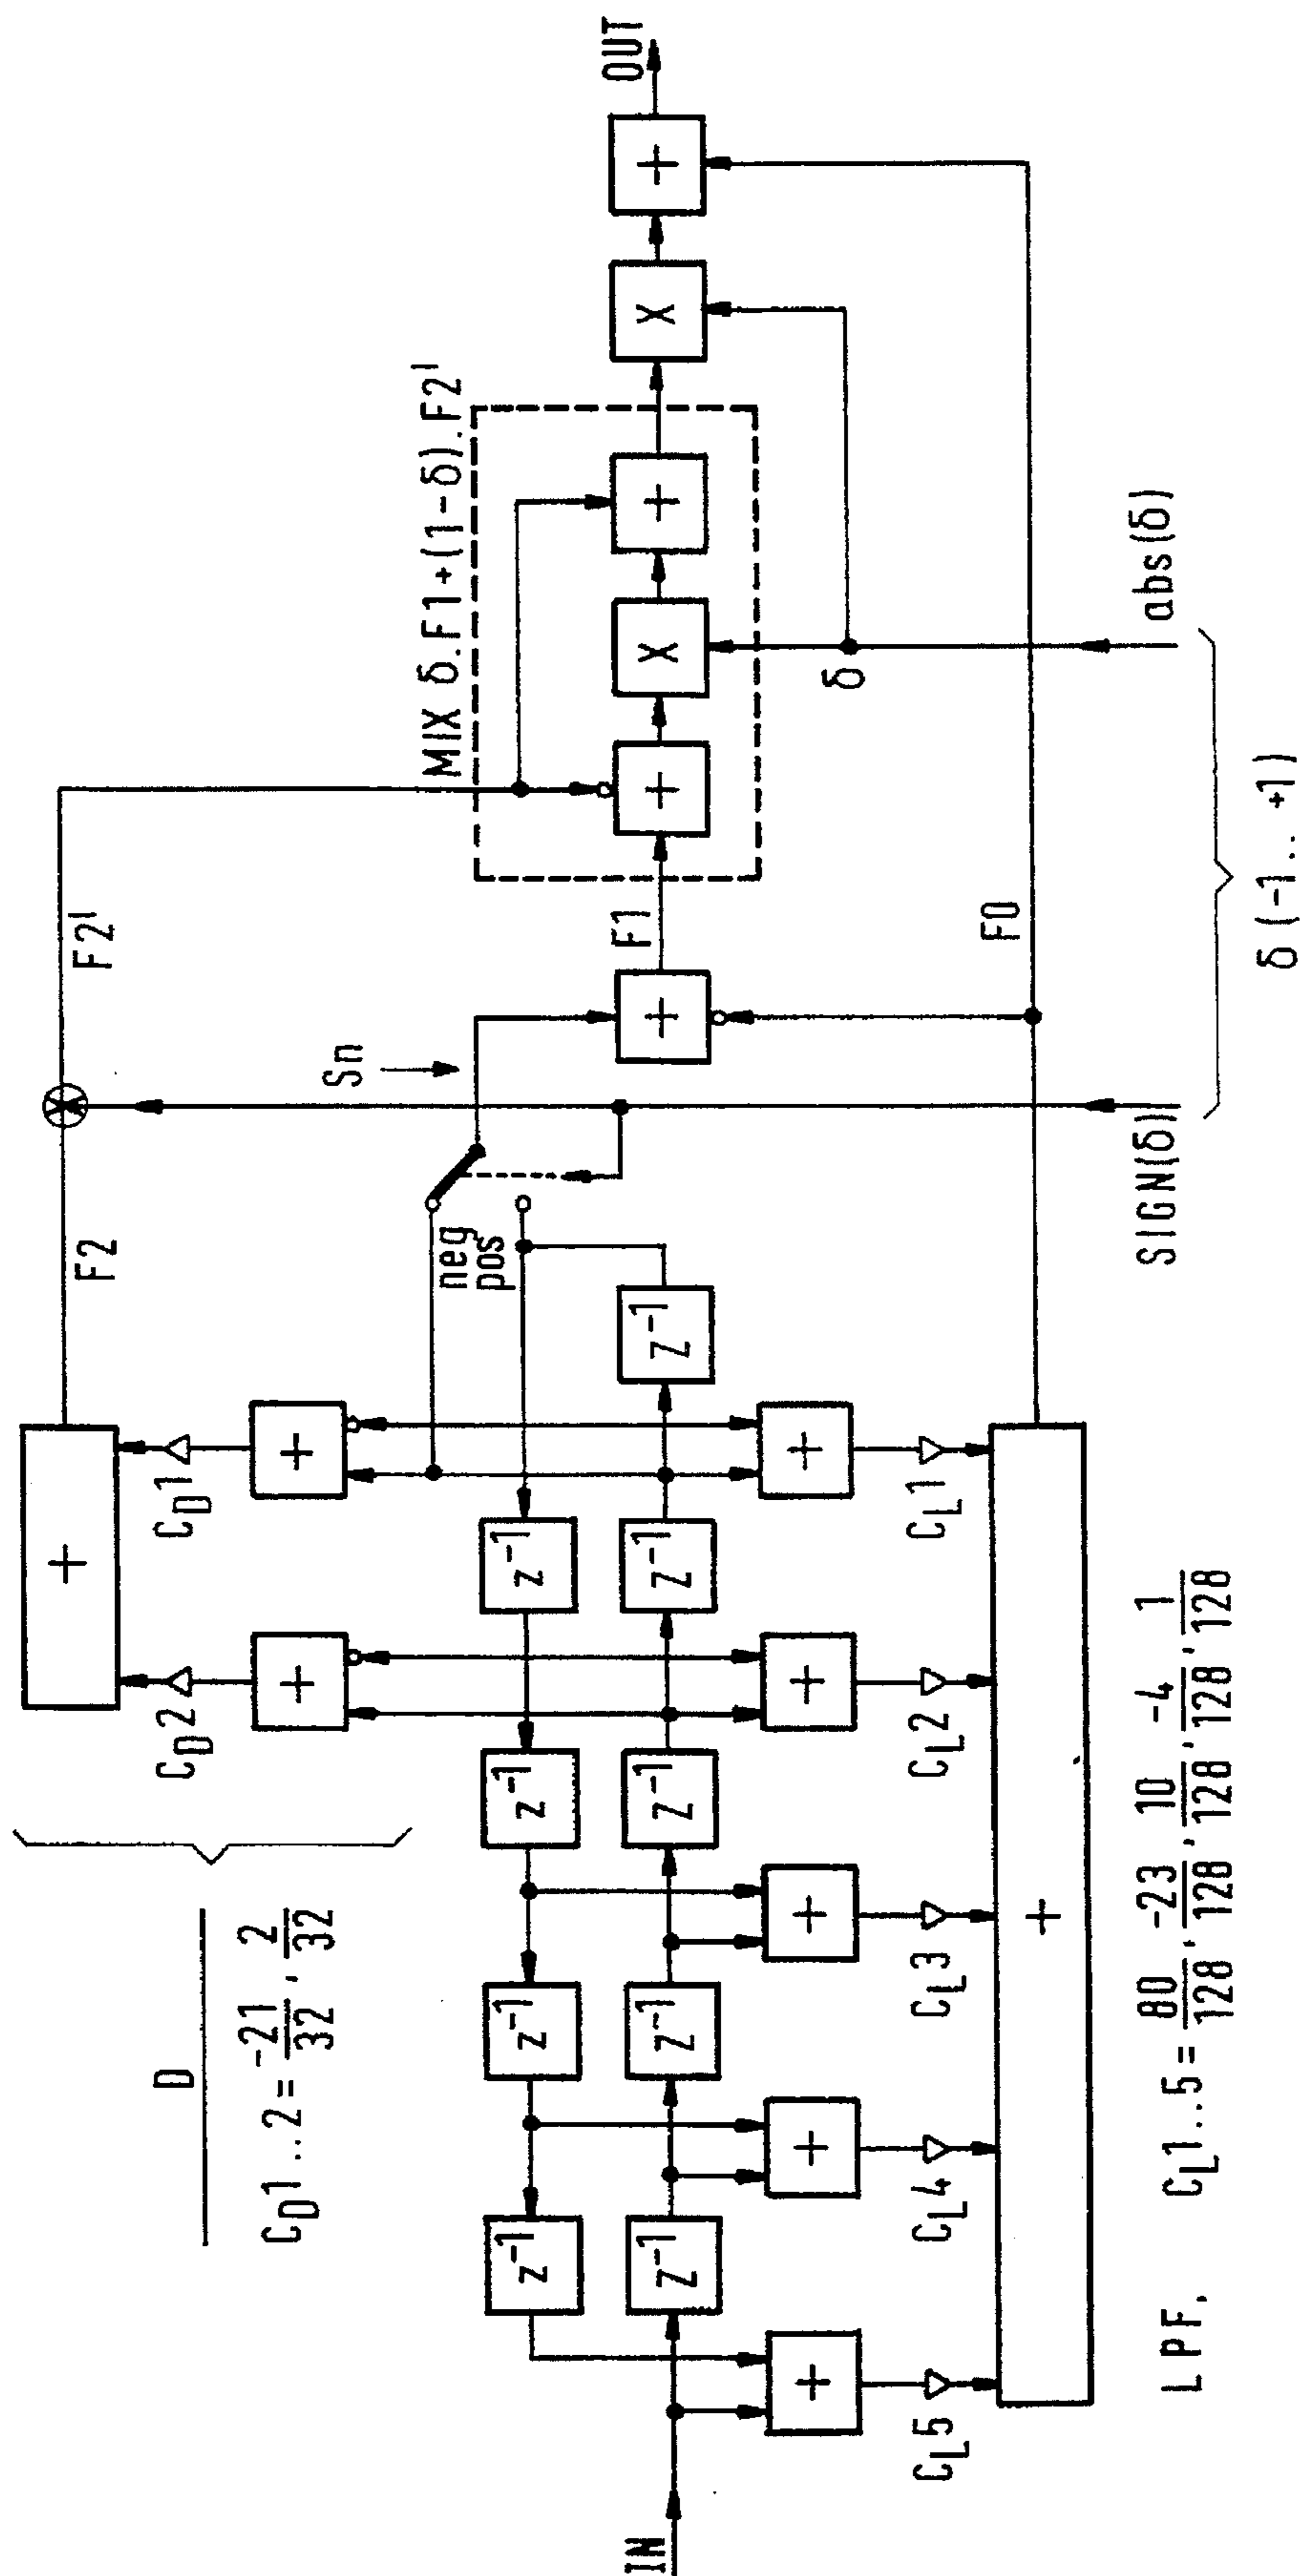 IN
OUT
D
C_D1..2 = -21/32, 2/32
C_D2
C_D1
+
+
+
F2
F2'
z⁻¹
z⁻¹
z⁻¹
z⁻¹
z⁻¹
z⁻¹
z⁻¹
z⁻¹
z⁻¹
neg
pos
Sn
+
F1
MIX δ.F1+(1-δ).F2'
+
X
+
X
+
δ
+
+
+
+
+
C_L5
C_L4
C_L3
C_L2
C_L1
+
F0
SIGN(δ)
abs(δ)
δ (-1.. +1)
LPF, C_L1...5 = 80/128, -23/128, 10/128, -4/128, 1/128